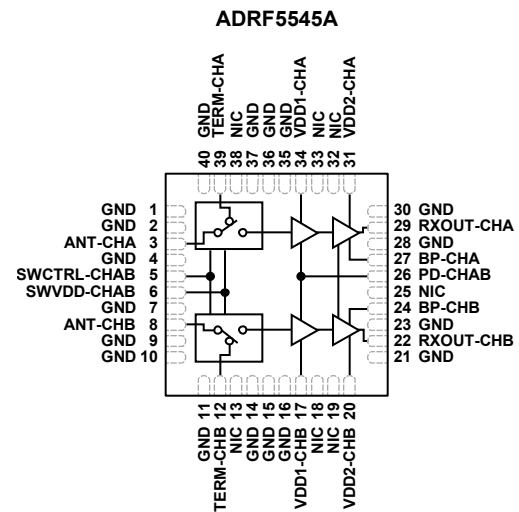 ADRF5545A
40 GND
39 TERM-CHA
38 NIC
37 GND
36 GND
35 GND
34 VDD1-CHA
33 NIC
32 NIC
31 VDD2-CHA
GND 1
GND 2
ANT-CHA 3
GND 4
SWCTRL-CHAB 5
SWVDD-CHAB 6
GND 7
ANT-CHB 8
GND 9
GND 10
30 GND
29 RXOUT-CHA
28 GND
27 BP-CHA
26 PD-CHAB
25 NIC
24 BP-CHB
23 GND
22 RXOUT-CHB
21 GND
GND 11
TERM-CHB 12
NIC 13
GND 14
GND 15
GND 16
VDD1-CHB 17
NIC 18
NIC 19
VDD2-CHB 20